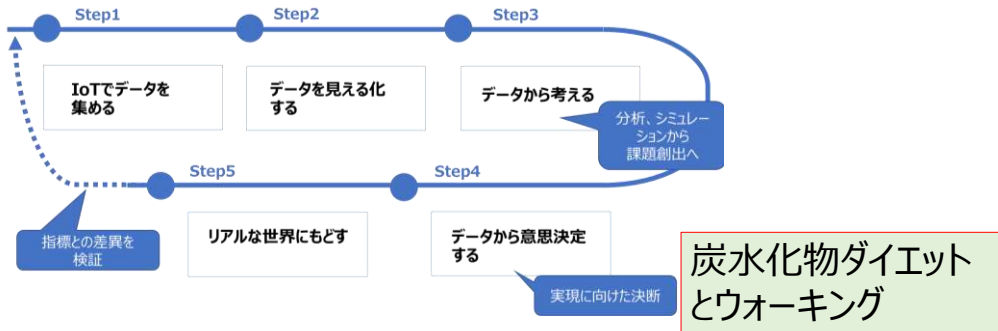 Step1
Step2
Step3
IoTでデータを
集める
データを見える化
する
データから考える
分析、シミュレー
ションから
課題創出へ
Step5
Step4
リアルな世界にもどす
データから意思決定
する
指標との差異を
検証
実現に向けた決断
炭水化物ダイエット
とウォーキング